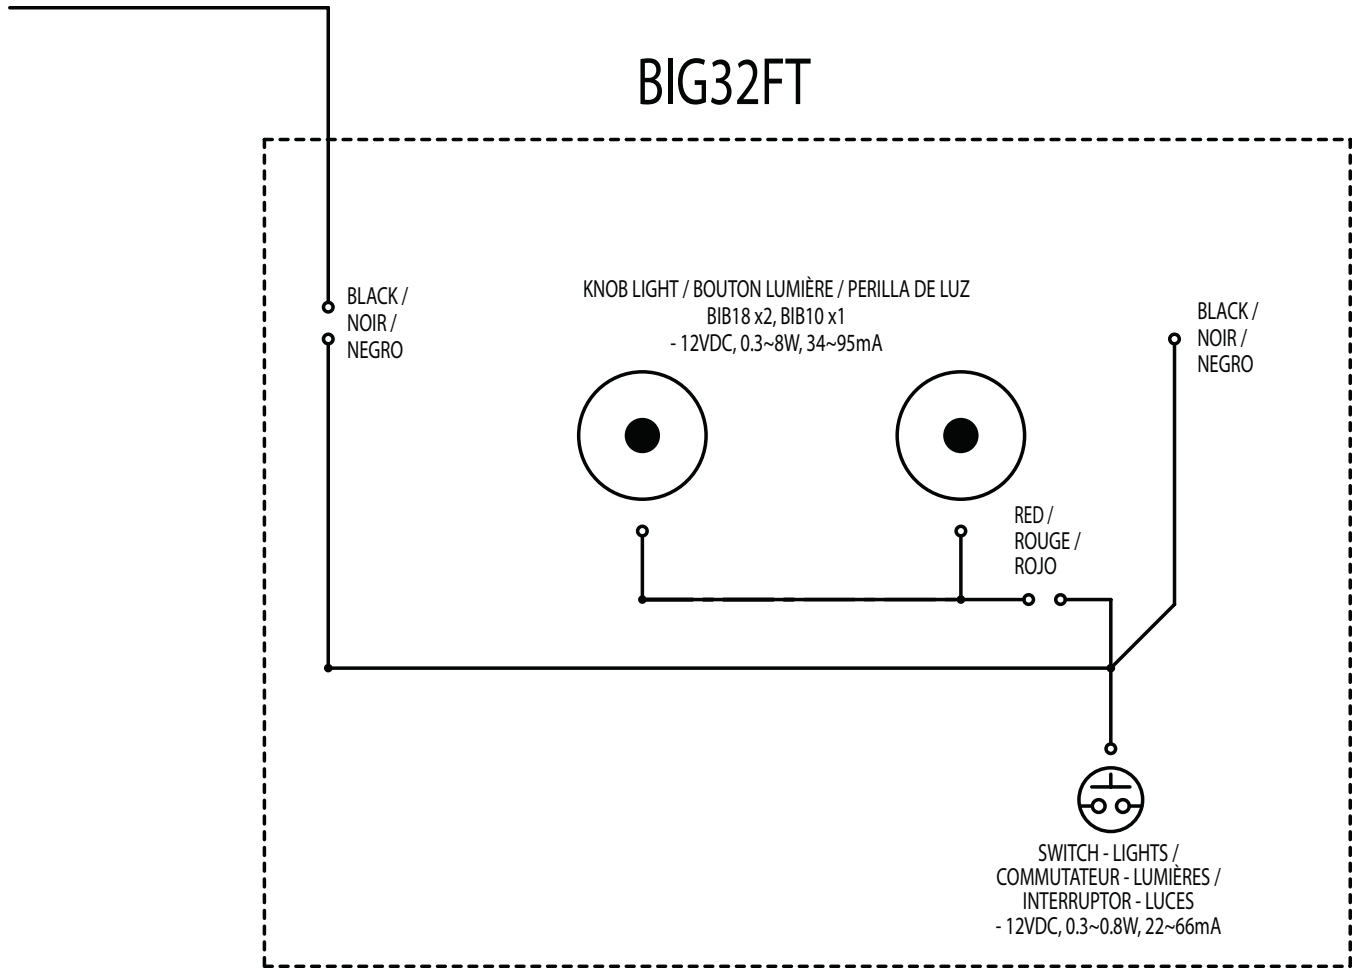 BIG32FT
KNOB LIGHT / BOUTON LUMIÈRE / PERILLA DE LUZ
BIB18 x2, BIB10 x1
- 12VDC, 0.3~8W, 34~95mA
BLACK /
NOIR /
NEGRO
BLACK /
NOIR /
NEGRO
RED /
ROUGE /
ROJO
SWITCH - LIGHTS /
COMMUTATEUR - LUMIÈRES /
INTERRUPTOR - LUCES
- 12VDC, 0.3~0.8W, 22~66mA